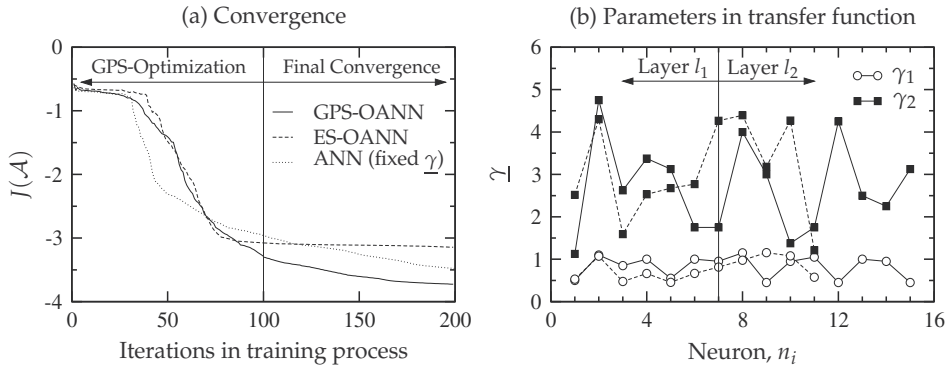 (a) Convergence
0
-1
-2
-3
-4
J(𝒜)
GPS-Optimization
Final Convergence
GPS-OANN
ES-OANN
ANN (fixed γ)
0
50
100
150
200
Iterations in training process
(b) Parameters in transfer function
6
5
4
3
2
1
0
γ
Layer l1
Layer l2
γ1
γ2
0
4
8
12
16
Neuron, ni